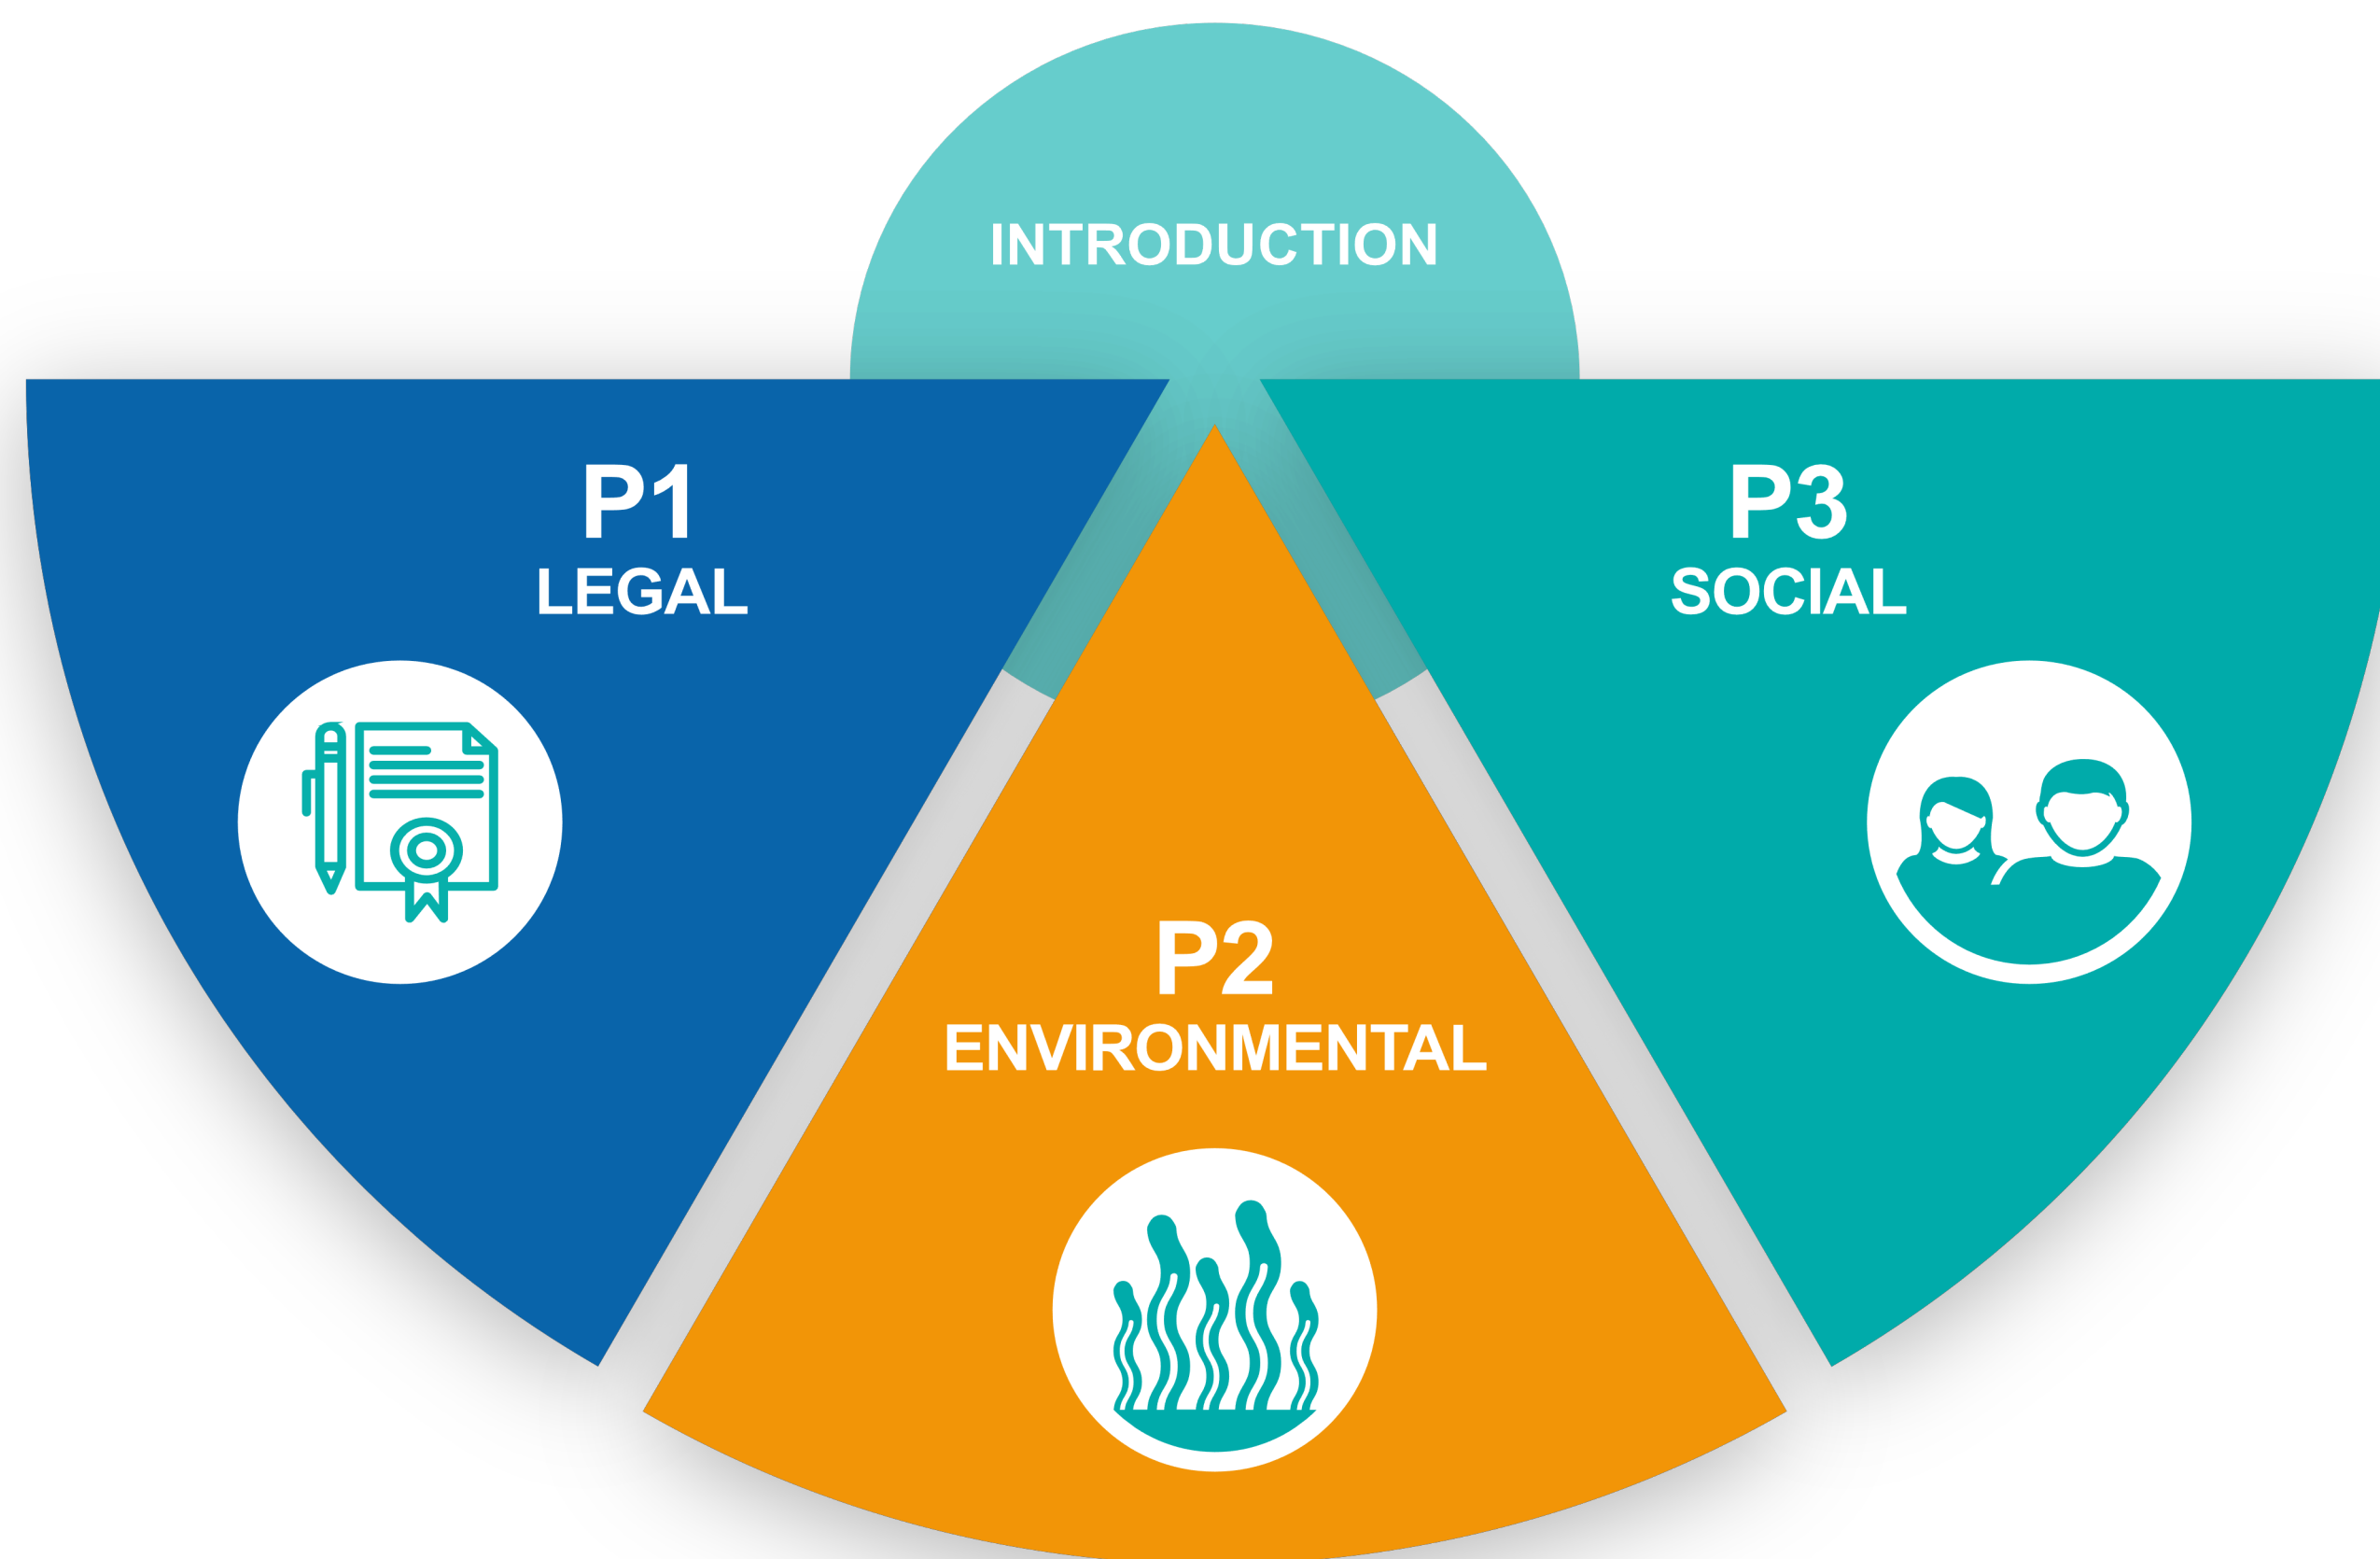 INTRODUCTION
P1
LEGAL
P2
ENVIRONMENTAL
P3
SOCIAL